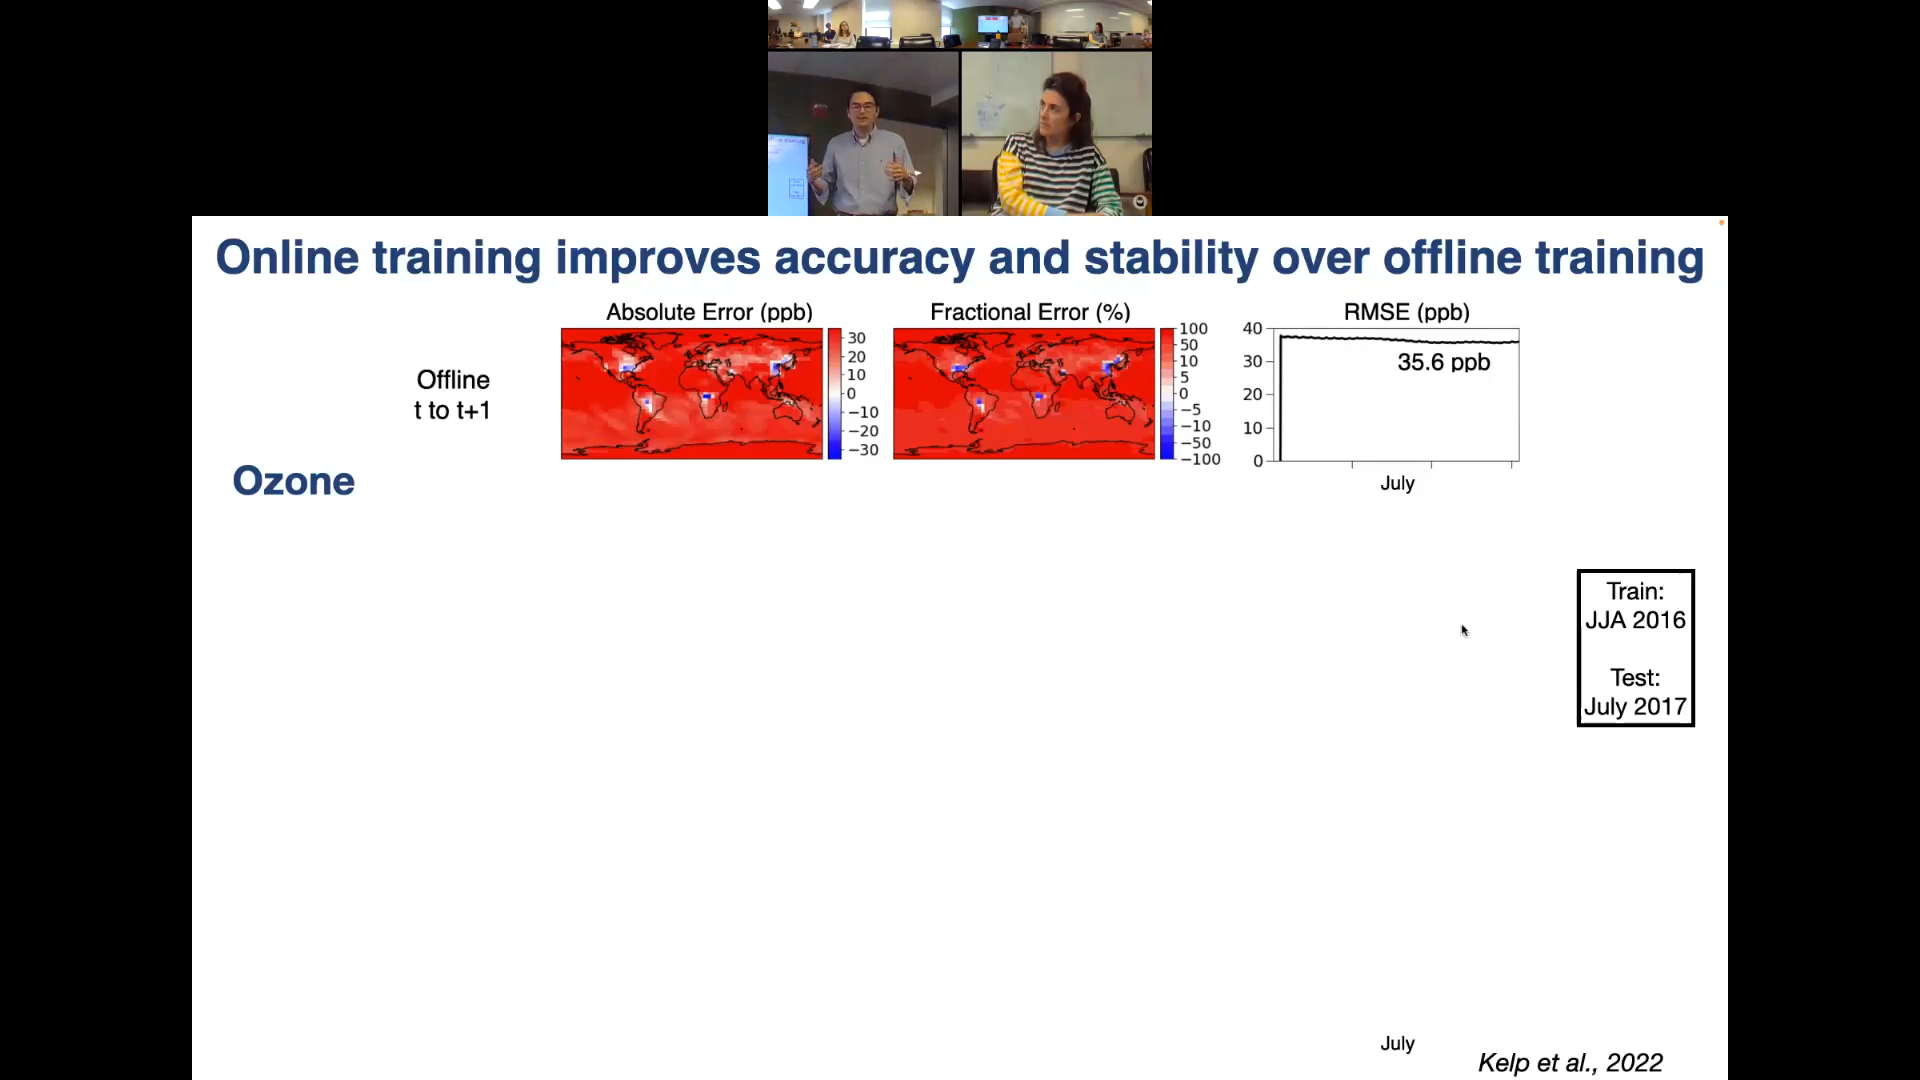 Online training improves accuracy and stability over offline training
Absolute Error (ppb)
Fractional Error (%)
RMSE (ppb)
Offline
t to t+1
30
20
10
0
−10
−20
−30
100
50
10
5
0
−5
−10
−50
−100
40
30
20
10
0
35.6 ppb
July
Ozone
Train:
JJA 2016
Test:
July 2017
July
Kelp et al., 2022